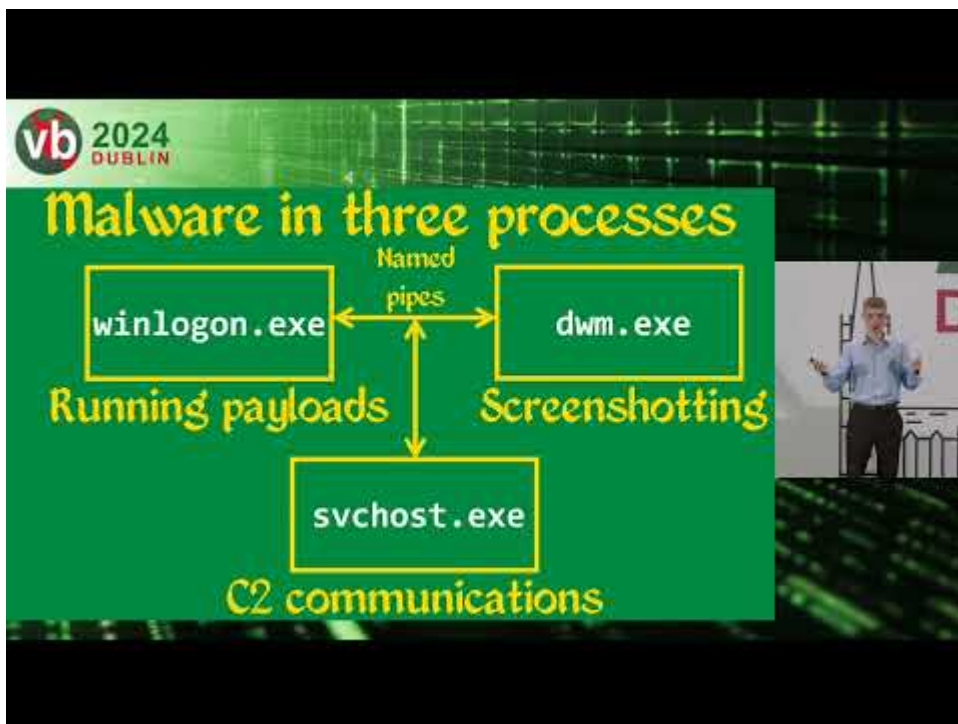 vb 2024
DUBLIN
Malware in three processes
Named
pipes
winlogon.exe
dwm.exe
Running payloads
Screenshotting
svchost.exe
C2 communications
D